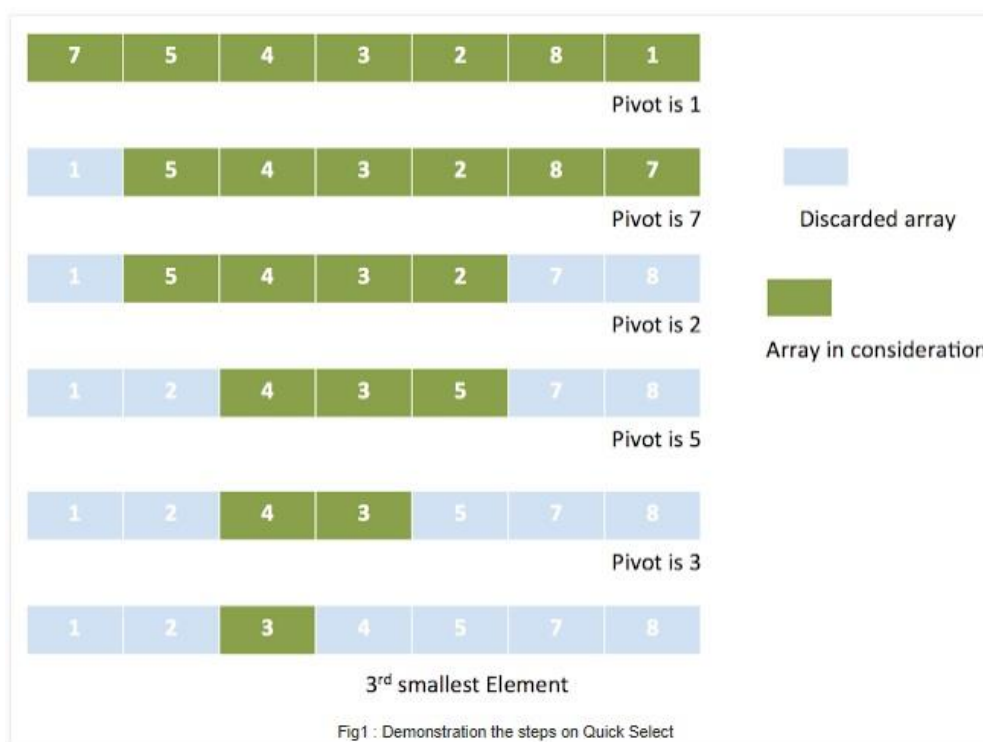 7 5 4 3 2 8 1
Pivot is 1
1 5 4 3 2 8 7
Pivot is 7
Discarded array
1 5 4 3 2 7 8
Pivot is 2
Array in consideration
1 2 4 3 5 7 8
Pivot is 5
1 2 4 3 5 7 8
Pivot is 3
1 2 3 4 5 7 8
3rd smallest Element
Fig1 : Demonstration the steps on Quick Select